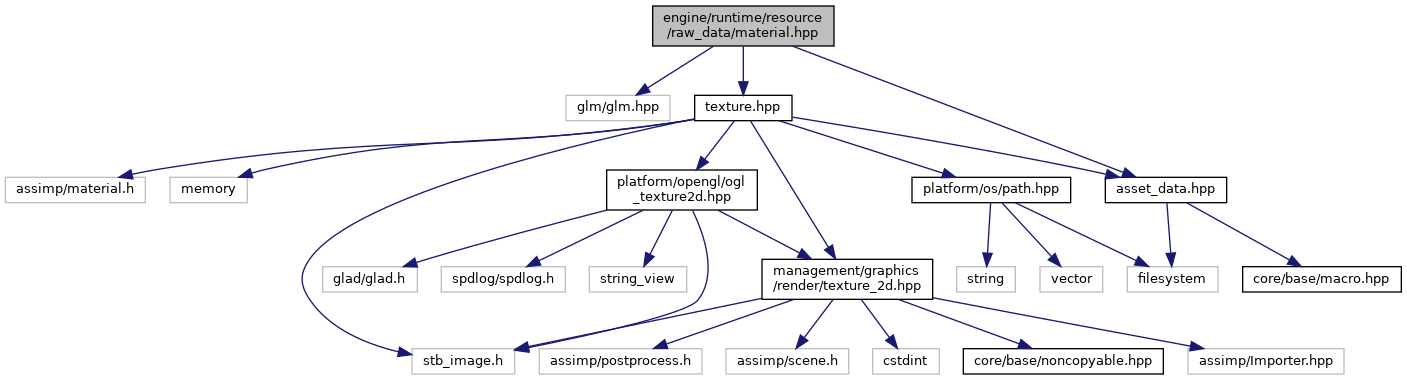 engine/runtime/resource
/raw_data/material.hpp
glm/glm.hpp
texture.hpp
assimp/material.h
memory
platform/opengl/ogl
_texture2d.hpp
platform/os/path.hpp
asset_data.hpp
glad/glad.h
spdlog/spdlog.h
string_view
management/graphics
/render/texture_2d.hpp
string
vector
filesystem
core/base/macro.hpp
stb_image.h
assimp/postprocess.h
assimp/scene.h
cstdint
core/base/noncopyable.hpp
assimp/Importer.hpp